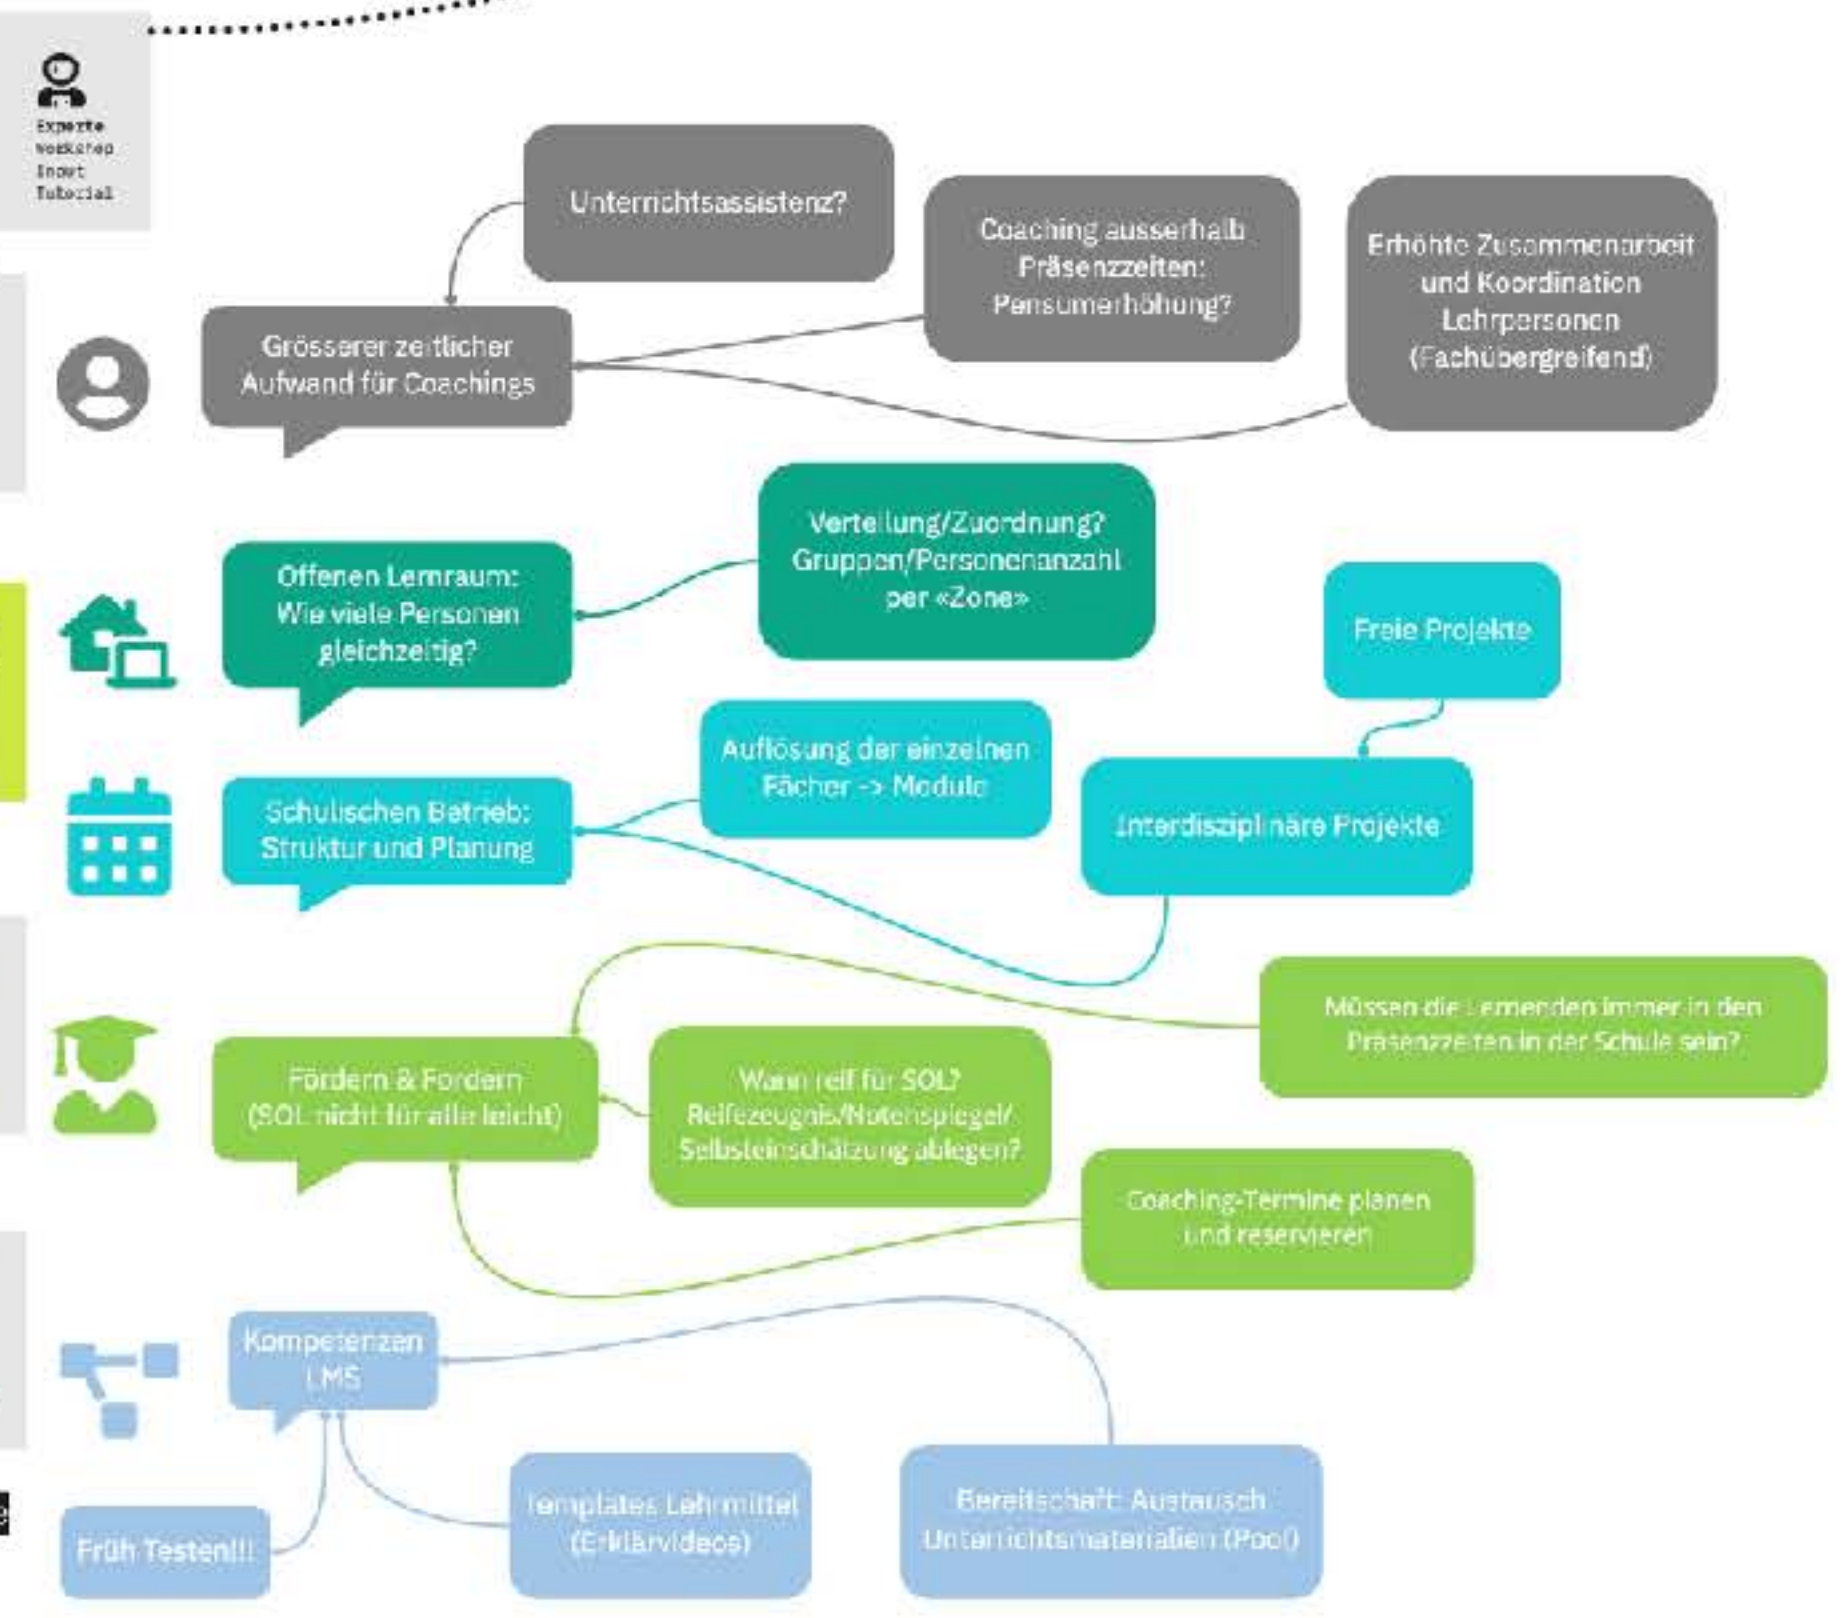 Experte
Workshop
Input
Tutorial
Unterrichtsassistenz?
Coaching ausserhalb
Präsenzzeiten:
Pensumerhöhung?
Erhöhte Zusammenarbeit
und Koordination
Lehrpersonen
(Fachübergreifend)
Grösserer zeitlicher
Aufwand für Coachings
Verteilung/Zuordnung?
Gruppen/Personenanzahl
per «Zone»
Offenen Lernraum:
Wie viele Personen
gleichzeitig?
Freie Projekte
Auflösung der einzelnen
Fächer -> Module
Schulischen Betrieb:
Struktur und Planung
Interdisziplinäre Projekte
Müssen die Lernenden immer in den
Präsenzzeiten in der Schule sein?
Fördern & Fordern
(SOL nicht für alle leicht)
Wann reif für SOL?
Reifezeugnis/Notenspiegel/
Selbsteinschätzung ablegen?
Coaching-Termine planen
und reservieren
Kompetenzen
LMS
Früh Testen!!!
Templates Lehrmittel
(Erklärvideos)
Bereitschaft: Austausch
Unterrichtsmaterialien (Pool)